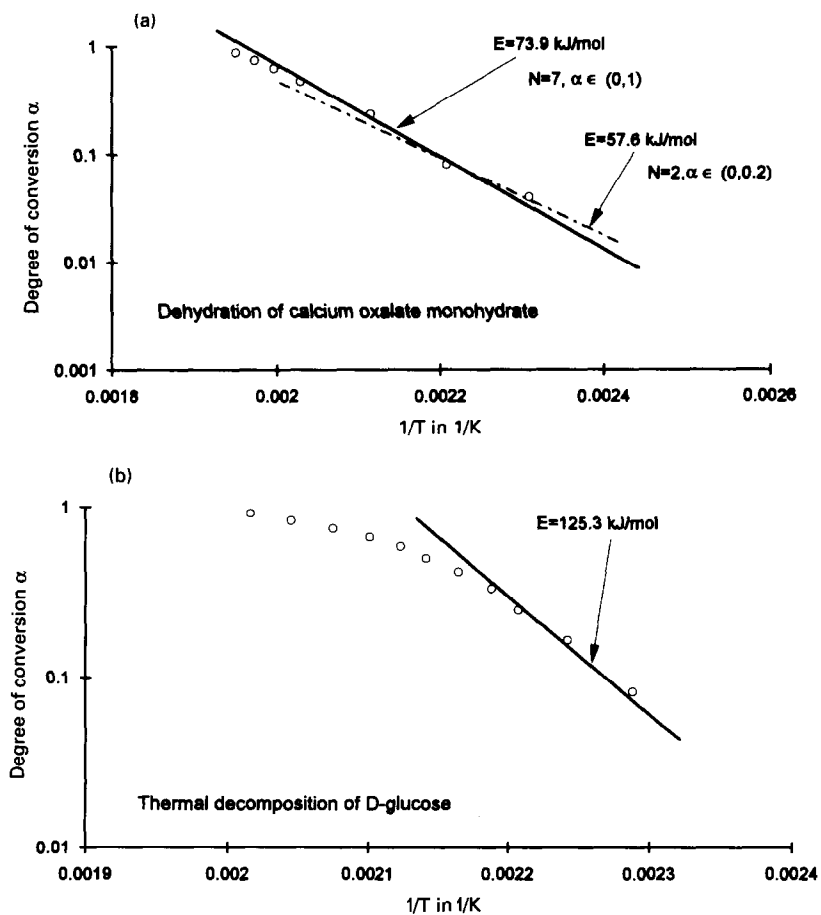 (a)
1
0.1
0.01
0.001
Degree of conversion α
E=73.9 kJ/mol
N=7, α ∈ (0,1)
E=57.6 kJ/mol
N=2,α ∈ (0,0.2)
Dehydration of calcium oxalate monohydrate
0.0018 0.002 0.0022 0.0024 0.0026
1/T in 1/K
(b)
1
0.1
0.01
Degree of conversion α
E=125.3 kJ/mol
Thermal decomposition of D-glucose
0.0019 0.002 0.0021 0.0022 0.0023 0.0024
1/T in 1/K